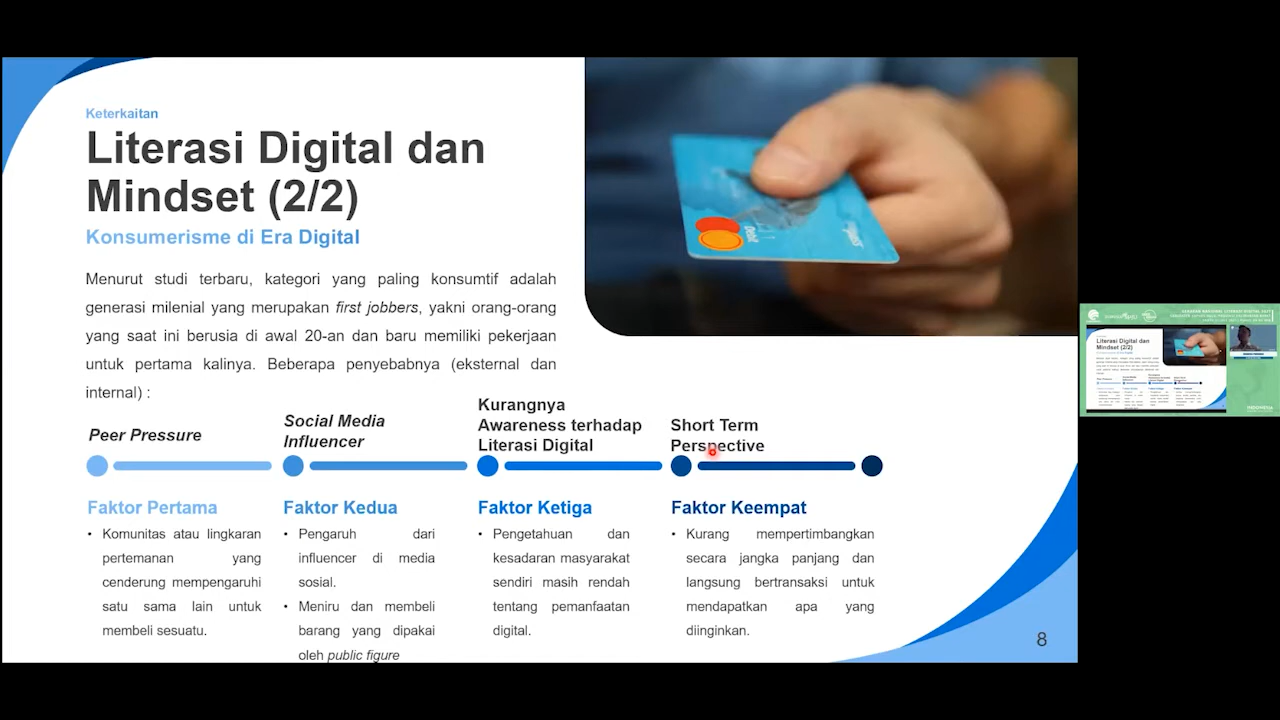 Keterkaitan
Literasi Digital dan
Mindset (2/2)
Konsumerisme di Era Digital
Menurut studi terbaru, kategori yang paling konsumtif adalah
generasi milenial yang merupakan first jobbers, yakni orang-orang
yang saat ini berusia di awal 20-an dan baru memiliki pekerjaan
untuk pertama kalinya. Beberapa penyebabnya (eksternal dan
internal) :
Peer Pressure
Social Media
Influencer
Kurangnya
Awareness terhadap
Literasi Digital
Short Term
Perspective
Faktor Pertama
• Komunitas atau lingkaran
pertemanan yang
cenderung mempengaruhi
satu sama lain untuk
membeli sesuatu.
Faktor Kedua
• Pengaruh dari
influencer di media
sosial.
• Meniru dan membeli
barang yang dipakai
oleh public figure
Faktor Ketiga
• Pengetahuan dan
kesadaran masyarakat
sendiri masih rendah
tentang pemanfaatan
digital.
Faktor Keempat
• Kurang mempertimbangkan
secara jangka panjang dan
langsung bertransaksi untuk
mendapatkan apa yang
diinginkan.
8
Literasi Digital dan
Mindset (2/2)